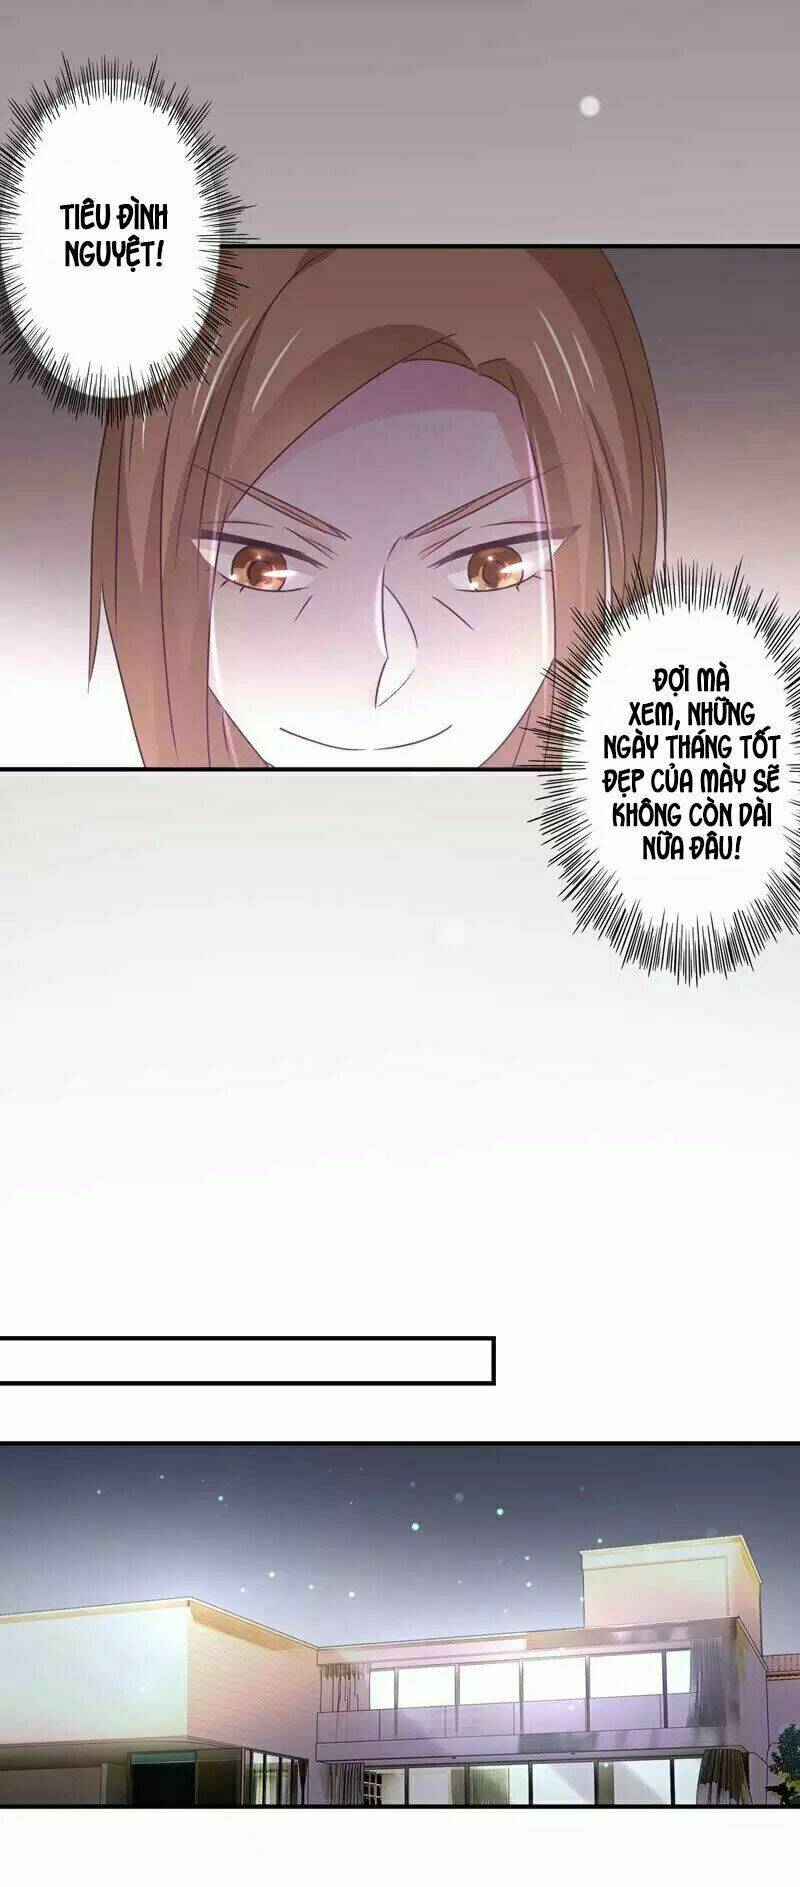 TIÊU ĐÌNH
NGUYỆT!
ĐỢI MÀ
XEM, NHỮNG
NGÀY THÁNG TỐT
ĐẸP CỦA MÀY SẼ
KHÔNG CÒN DÀI
NỮA ĐÂU!